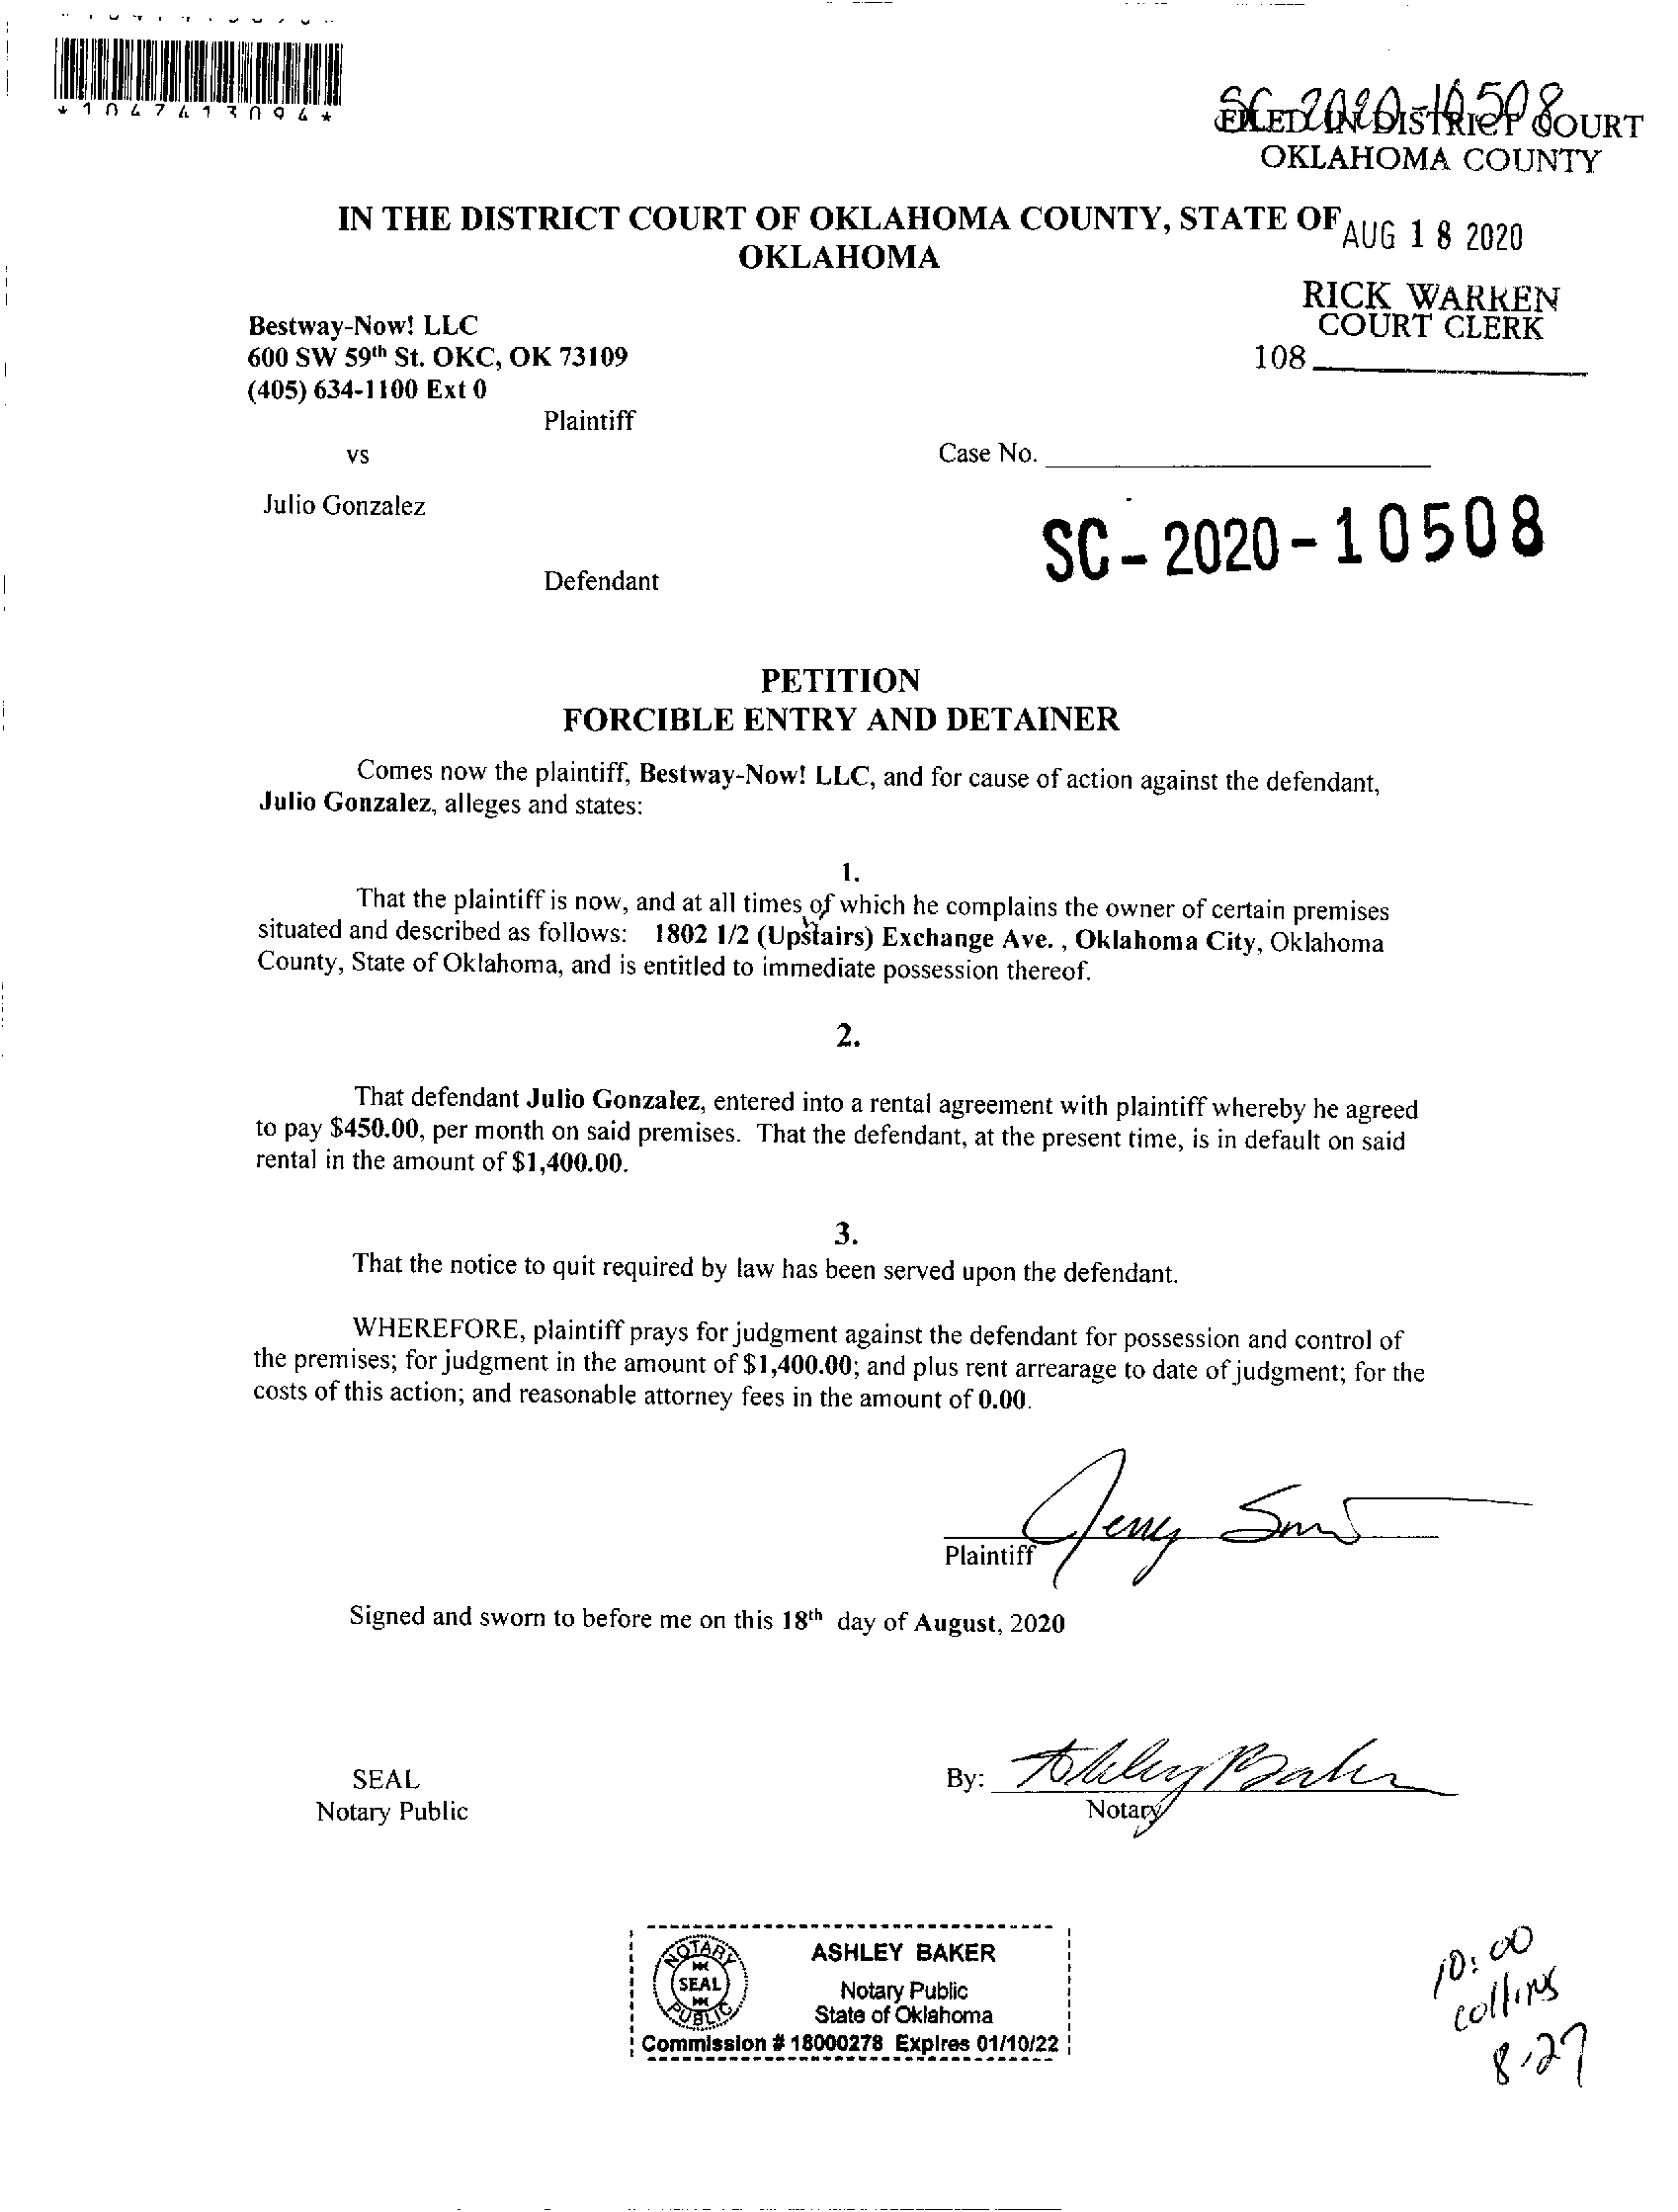 *1047413094*
SC-2020-10508
FILED IN DISTRICT COURT
OKLAHOMA COUNTY
IN THE DISTRICT COURT OF OKLAHOMA COUNTY, STATE OF
OKLAHOMA
AUG 18 2020
RICK WARREN
COURT CLERK
108
Bestway-Now! LLC
600 SW 59th St. OKC, OK 73109
(405) 634-1100 Ext 0
Plaintiff
vs
Case No.
Julio Gonzalez
SC-2020-10508
Defendant
PETITION
FORCIBLE ENTRY AND DETAINER
Comes now the plaintiff, Bestway-Now! LLC, and for cause of action against the defendant,
Julio Gonzalez, alleges and states:
1.
That the plaintiff is now, and at all times of which he complains the owner of certain premises
situated and described as follows: 1802 1/2 (Upstairs) Exchange Ave. , Oklahoma City, Oklahoma
County, State of Oklahoma, and is entitled to immediate possession thereof.
2.
That defendant Julio Gonzalez, entered into a rental agreement with plaintiff whereby he agreed
to pay $450.00, per month on said premises. That the defendant, at the present time, is in default on said
rental in the amount of $1,400.00.
3.
That the notice to quit required by law has been served upon the defendant.
WHEREFORE, plaintiff prays for judgment against the defendant for possession and control of
the premises; for judgment in the amount of $1,400.00; and plus rent arrearage to date of judgment; for the
costs of this action; and reasonable attorney fees in the amount of 0.00.
Jerry
Plaintiff
Signed and sworn to before me on this 18th day of August, 2020
SEAL
Notary Public
By: Ashley Baker
Notary
NOTARY
SEAL
PUBLIC
ASHLEY BAKER
Notary Public
State of Oklahoma
Commission # 18000278 Expires 01/10/22
10:00
collins
8-27